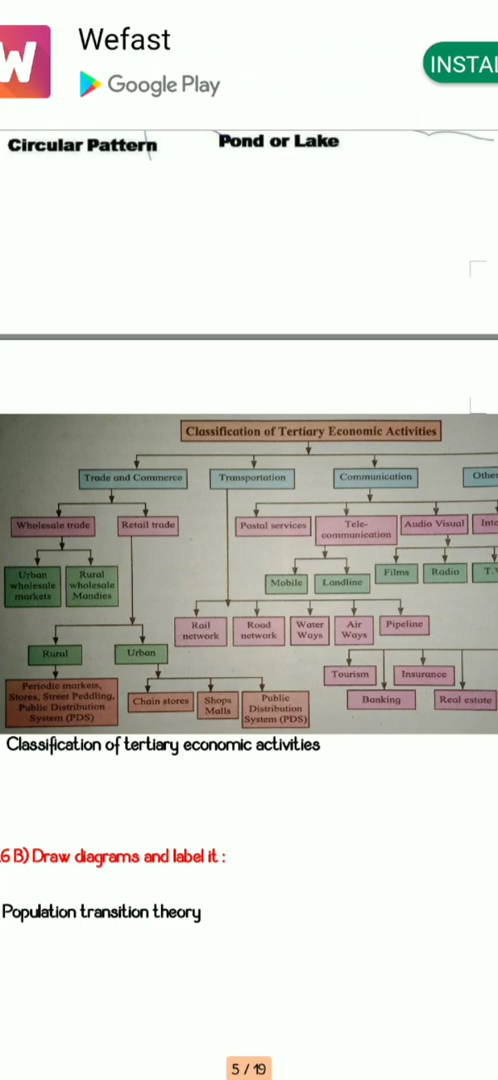 W
Wefast
Google Play
INSTAL
Circular Pattern
Pond or Lake
Classification of Tertiary Economic Activities
Trade and Commerce
Transportation
Communication
Other
Wholesale trade
Retail trade
Postal services
Tele-
communication
Audio Visual
Inte
Urban
wholesale
markets
Rural
wholesale
Mandies
Mobile
Landline
Films
Radio
T.V
Rail
network
Road
network
Water
Ways
Air
Ways
Pipeline
Rural
Urban
Periodic markets,
Stores, Street Peddling,
Public Distribution
System (PDS)
Chain stores
Shops
Malls
Public
Distribution
System (PDS)
Tourism
Insurance
Banking
Real estate
Classification of tertiary economic activities
6 B) Draw diagrams and label it :
Population transition theory
5 / 19